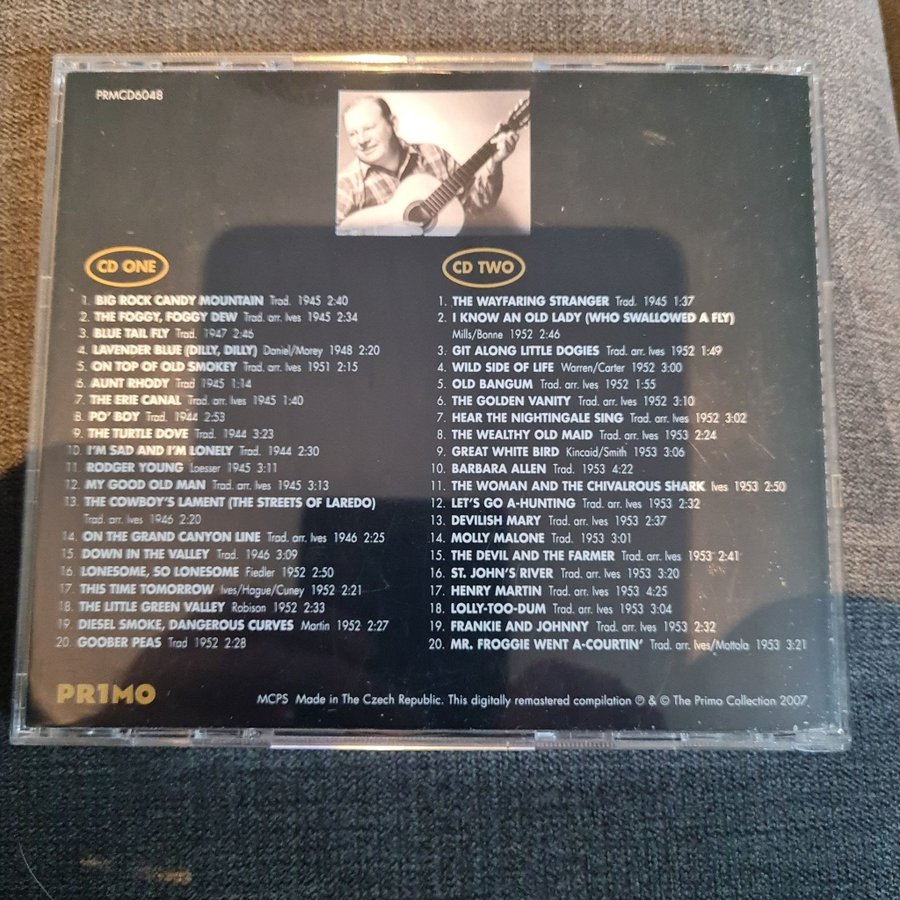 PRMCD6048
CD ONE
1. BIG ROCK CANDY MOUNTAIN Trad. 1945 2:40
2. THE FOGGY, FOGGY DEW Trad. arr. Ives 1945 2:34
3. BLUE TAIL FLY Trad. 1947 2:46
4. LAVENDER BLUE (DILLY, DILLY) Daniel/Morey 1948 2:20
5. ON TOP OF OLD SMOKEY Trad. arr. Ives 1951 2:15
6. AUNT RHODY Trad 1945 1:14
7. THE ERIE CANAL Trad. arr. Ives 1945 1:40
8. PO' BOY Trad. 1944 2:53
9. THE TURTLE DOVE Trad. 1944 3:23
10. I'M SAD AND I'M LONELY Trad. 1944 2:30
11. RODGER YOUNG Loesser 1945 3:11
12. MY GOOD OLD MAN Trad. arr. Ives 1945 3:13
13. THE COWBOY'S LAMENT (THE STREETS OF LAREDO)
Trad. arr. Ives 1946 2:20
14. ON THE GRAND CANYON LINE Trad. arr. Ives 1946 2:25
15. DOWN IN THE VALLEY Trad. 1946 3:09
16. LONESOME, SO LONESOME Fiedler 1952 2:50
17. THIS TIME TOMORROW Ives/Hague/Cuney 1952 2:21
18. THE LITTLE GREEN VALLEY Robison 1952 2:33
19. DIESEL SMOKE, DANGEROUS CURVES Martin 1952 2:27
20. GOOBER PEAS Trad 1952 2:28
CD TWO
1. THE WAYFARING STRANGER Trad. 1945 1:37
2. I KNOW AN OLD LADY (WHO SWALLOWED A FLY)
Mills/Bonne 1952 2:46
3. GIT ALONG LITTLE DOGIES Trad. arr. Ives 1952 1:49
4. WILD SIDE OF LIFE Warren/Carter 1952 3:00
5. OLD BANGUM Trad. arr. Ives 1952 1:55
6. THE GOLDEN VANITY Trad. arr. Ives 1952 3:10
7. HEAR THE NIGHTINGALE SING Trad. arr. Ives 1952 3:02
8. THE WEALTHY OLD MAID Trad. arr. Ives 1953 2:24
9. GREAT WHITE BIRD Kincaid/Smith 1953 3:06
10. BARBARA ALLEN Trad. 1953 4:22
11. THE WOMAN AND THE CHIVALROUS SHARK Ives 1953 2:50
12. LET'S GO A-HUNTING Trad. arr. Ives 1953 2:32
13. DEVILISH MARY Trad. arr. Ives 1953 2:37
14. MOLLY MALONE Trad. 1953 3:01
15. THE DEVIL AND THE FARMER Trad. arr. Ives 1953 2:41
16. ST. JOHN'S RIVER Trad. arr. Ives 1953 3:20
17. HENRY MARTIN Trad. arr. Ives 1953 4:25
18. LOLLY-TOO-DUM Trad. arr. Ives 1953 3:04
19. FRANKIE AND JOHNNY Trad. arr. Ives 1953 2:32
20. MR. FROGGIE WENT A-COURTIN' Trad. arr. Ives/Mottola 1953 3:21
PR1MO
MCPS Made in The Czech Republic. This digitally remastered compilation ℗ & © The Primo Collection 2007